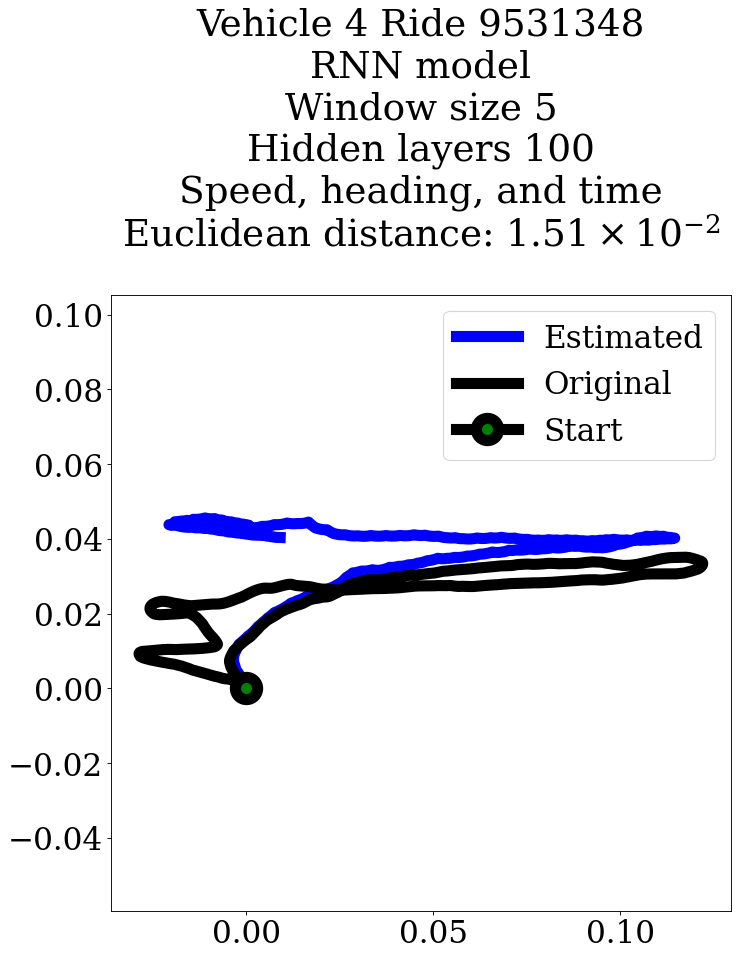 Vehicle 4 Ride 9531348
RNN model
Window size 5
Hidden layers 100
Speed, heading, and time
Euclidean distance: 1.51 × 10⁻²
Estimated
Original
Start
0.10
0.08
0.06
0.04
0.02
0.00
−0.02
−0.04
0.00 0.05 0.10